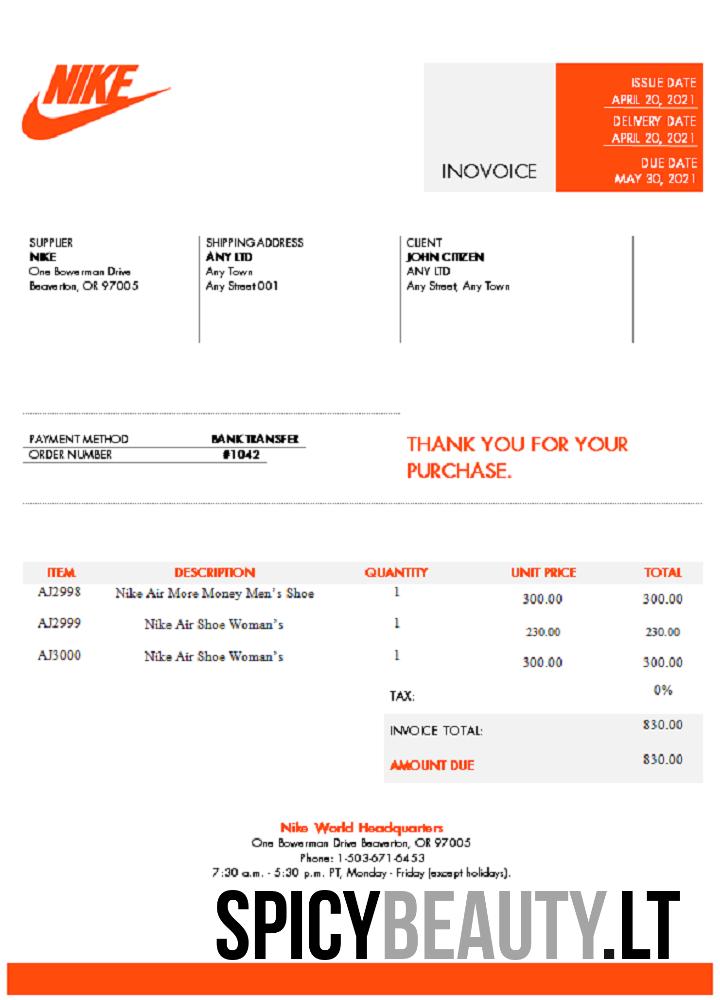 NIKE
ISSUE DATE
APRIL 20, 2021
DELIVERY DATE
APRIL 20, 2021
DUE DATE
MAY 30, 2021
INOVOICE
SUPPLIER
NIKE
One Bowerman Drive
Beaverton, OR 97005
SHIPPING ADDRESS
ANY LTD
Any Town
Any Street 001
CLIENT
JOHN CITIZEN
ANY LTD
Any Street, Any Town
PAYMENT METHOD BANK TRANSFER
ORDER NUMBER #1042
THANK YOU FOR YOUR
PURCHASE.
ITEM DESCRIPTION QUANTITY UNIT PRICE TOTAL
AJ2998 Nike Air More Money Men's Shoe 1 300.00 300.00
AJ2999 Nike Air Shoe Woman's 1 230.00 230.00
AJ3000 Nike Air Shoe Woman's 1 300.00 300.00
TAX: 0%
INVOICE TOTAL: 830.00
AMOUNT DUE 830.00
Nike World Headquarters
One Bowerman Drive Beaverton, OR 97005
Phone: 1-503-671-6453
7:30 a.m. - 5:30 p.m. PT, Monday - Friday (except holidays).
SPICYBEAUTY.LT